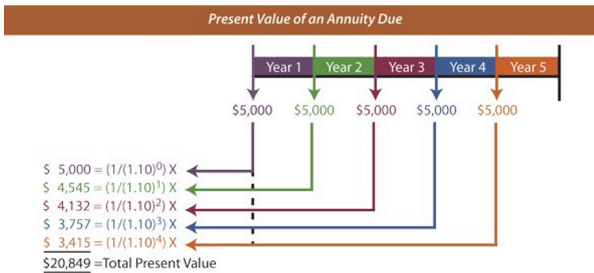 Present Value of an Annuity Due
Year 1 Year 2 Year 3 Year 4 Year 5
$5,000 $5,000 $5,000 $5,000 $5,000
$ 5,000 = (1/(1.10)⁰) X
$ 4,545 = (1/(1.10)¹) X
$ 4,132 = (1/(1.10)²) X
$ 3,757 = (1/(1.10)³) X
$ 3,415 = (1/(1.10)⁴) X
$20,849 =Total Present Value